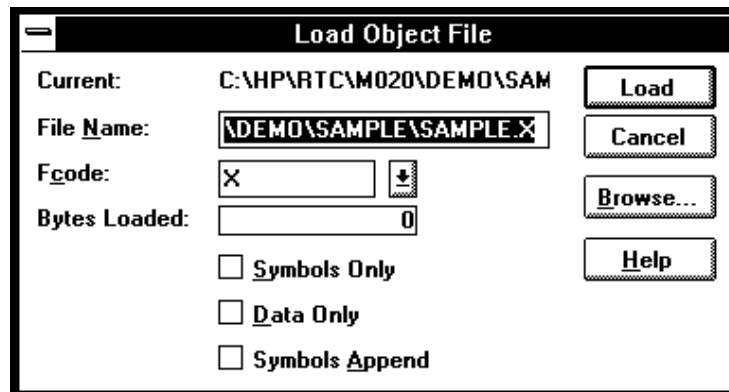 Load Object File
Current: C:\HP\RTC\M020\DEMO\SAM
Load
File Name: \DEMO\SAMPLE\SAMPLE.X
Cancel
Fcode: X
Browse...
Bytes Loaded: 0
Help
Symbols Only
Data Only
Symbols Append